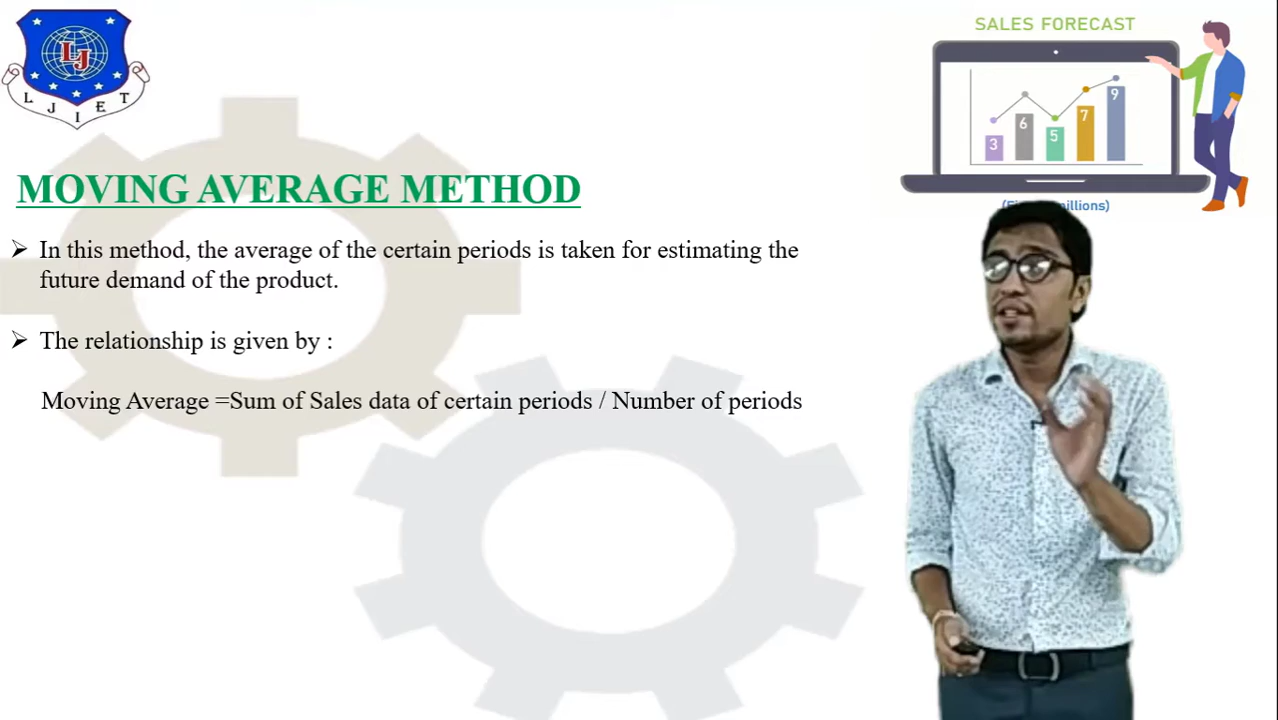 LJ
L J I E T
SALES FORECAST
3 6 5 7 9
MOVING AVERAGE METHOD
➢ In this method, the average of the certain periods is taken for estimating the
future demand of the product.
➢ The relationship is given by :
Moving Average =Sum of Sales data of certain periods / Number of periods